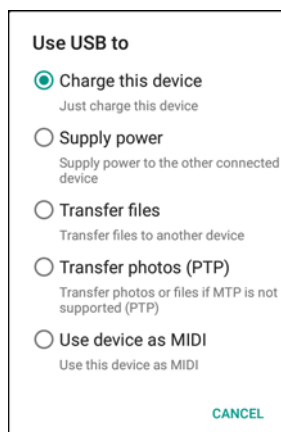 Use USB to
Charge this device
Just charge this device
Supply power
Supply power to the other connected
device
Transfer files
Transfer files to another device
Transfer photos (PTP)
Transfer photos or files if MTP is not
supported (PTP)
Use device as MIDI
Use this device as MIDI
CANCEL